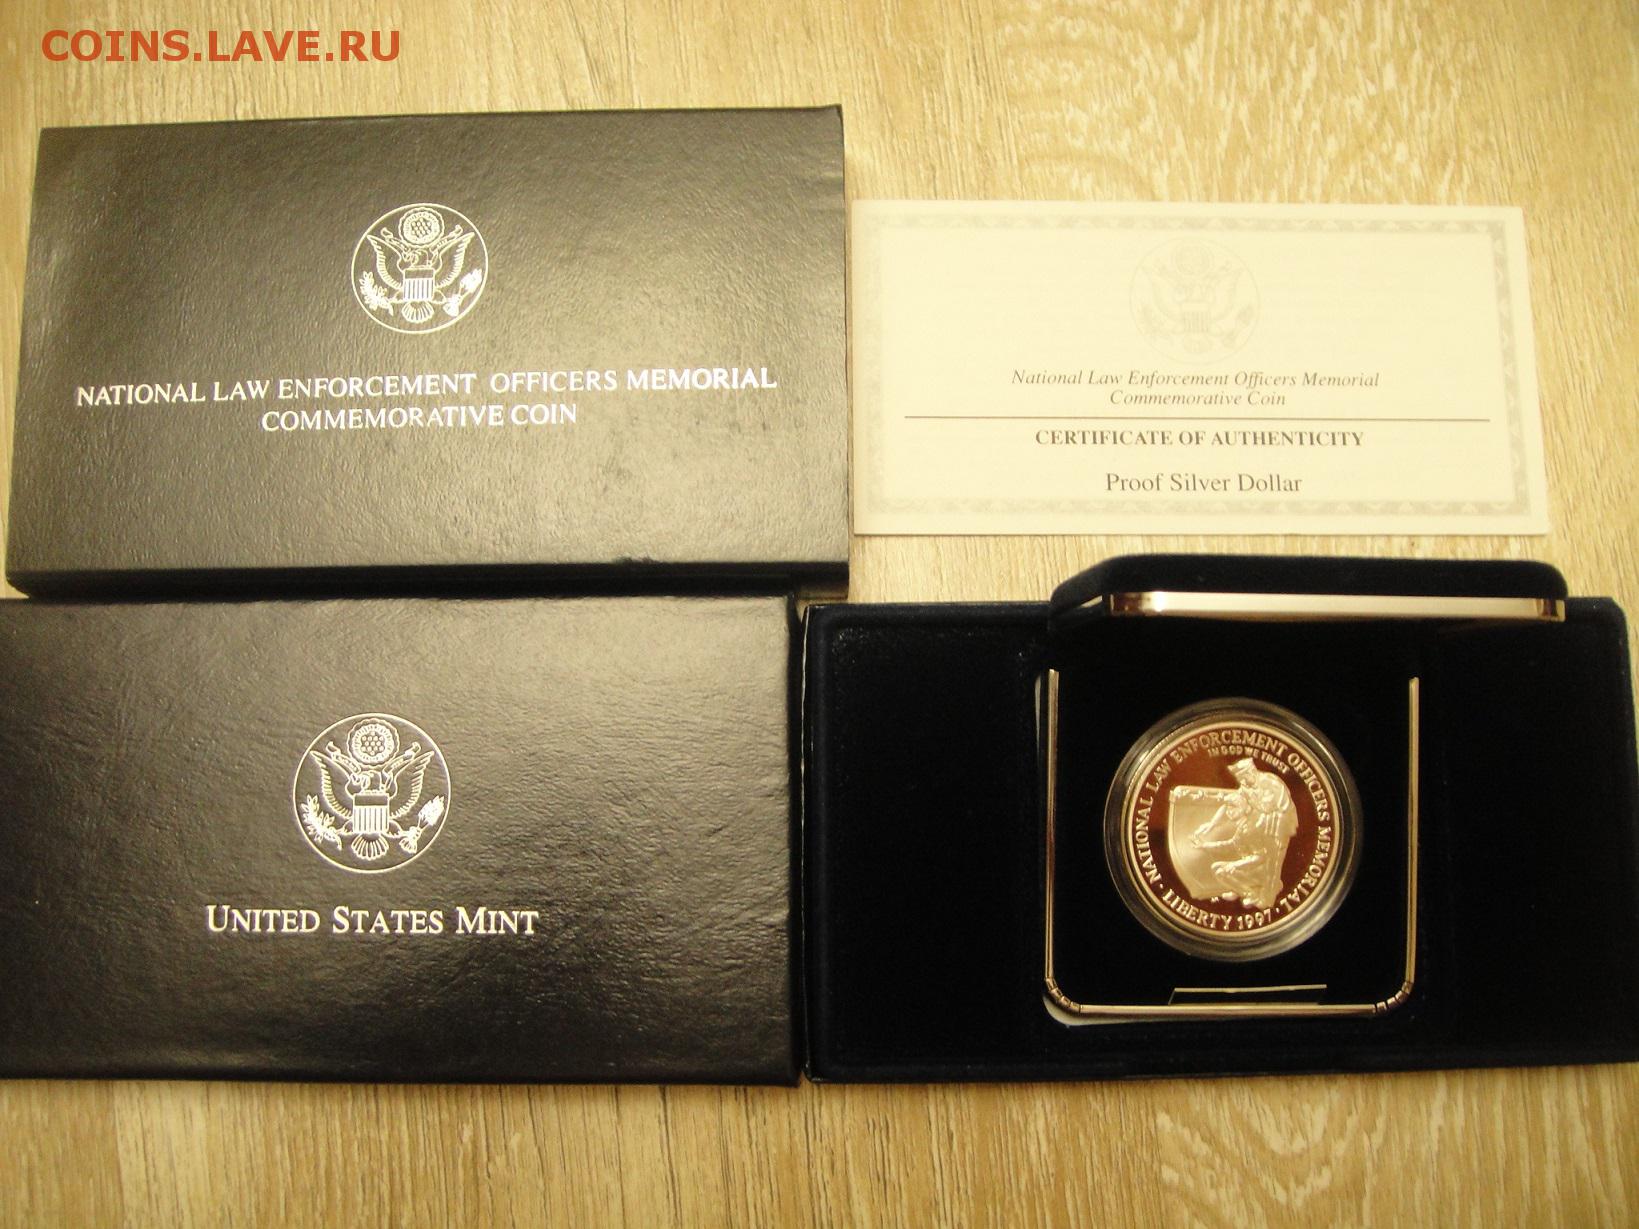 COINS.LAVE.RU
NATIONAL LAW ENFORCEMENT OFFICERS MEMORIAL
COMMEMORATIVE COIN
National Law Enforcement Officers Memorial
Commemorative Coin
CERTIFICATE OF AUTHENTICITY
Proof Silver Dollar
UNITED STATES MINT
NATIONAL LAW ENFORCEMENT OFFICERS MEMORIAL
IN GOD WE TRUST
LIBERTY 1997